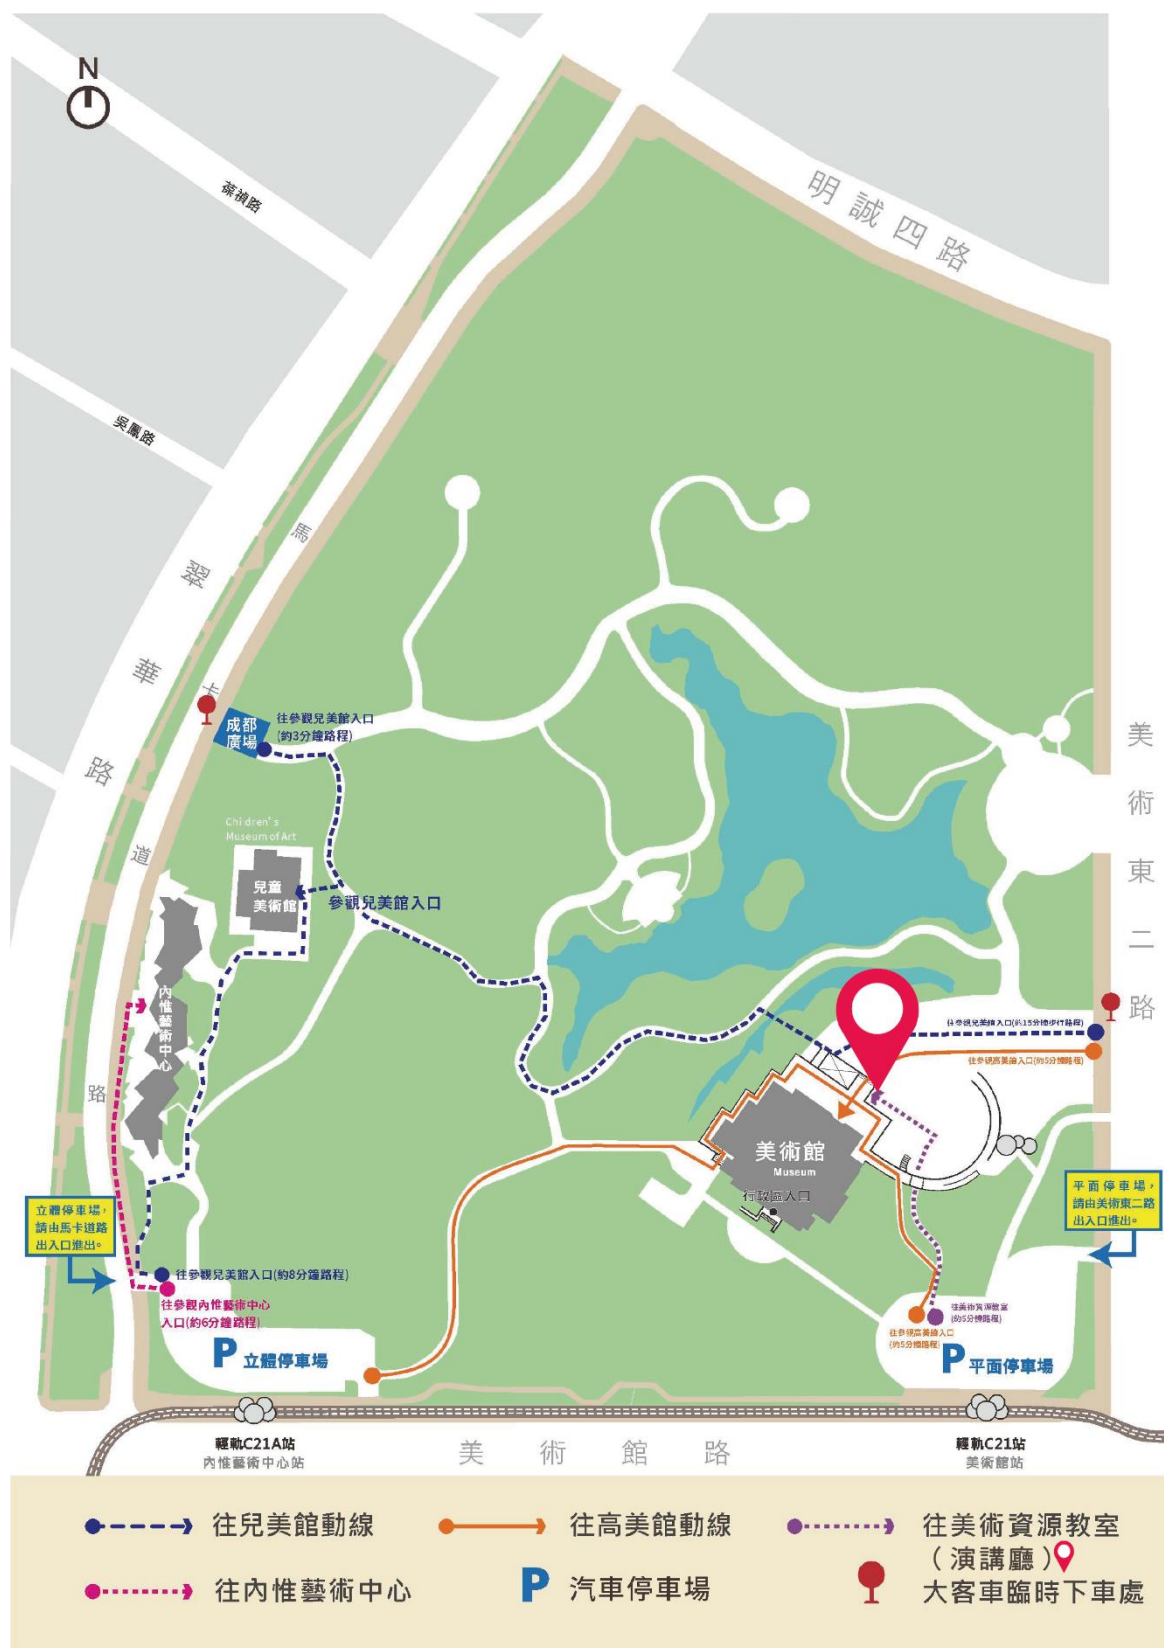 N
葆禎路
明誠四路
吳鳳路
翠華路
馬卡道路
成都
廣場
往參觀兒美館入口
(約3分鐘路程)
美術東二路
Children's
Museum of Art
兒童
美術館
參觀兒美館入口
內惟藝術中心
往參觀兒美館入口(約15分鐘步行路程)
往參觀高美館入口(約5分鐘路程)
美術館
Museum
行政區入口
立體停車場，
請由馬卡道路
出入口進出。
平面停車場，
請由美術東二路
出入口進出。
往參觀兒美館入口(約8分鐘路程)
往參觀內惟藝術中心
入口(約6分鐘路程)
往美術資源教室
(約5分鐘路程)
往參觀高美館入口
(約5分鐘路程)
P 立體停車場
P 平面停車場
輕軌C21A站
內惟藝術中心站
美術館路
輕軌C21站
美術館站
往兒美館動線
往高美館動線
往美術資源教室
（演講廳）
往內惟藝術中心
P 汽車停車場
大客車臨時下車處